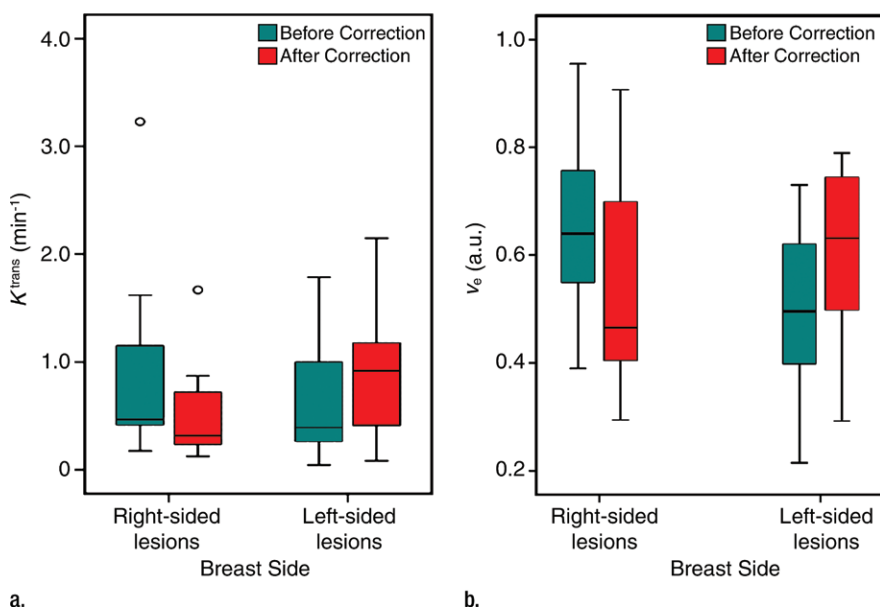 4.0
3.0
2.0
1.0
0
K^trans (min⁻¹)
Before Correction
After Correction
Right-sided
lesions
Left-sided
lesions
Breast Side
a.
1.0
0.8
0.6
0.4
0.2
vₑ (a.u.)
Before Correction
After Correction
Right-sided
lesions
Left-sided
lesions
Breast Side
b.